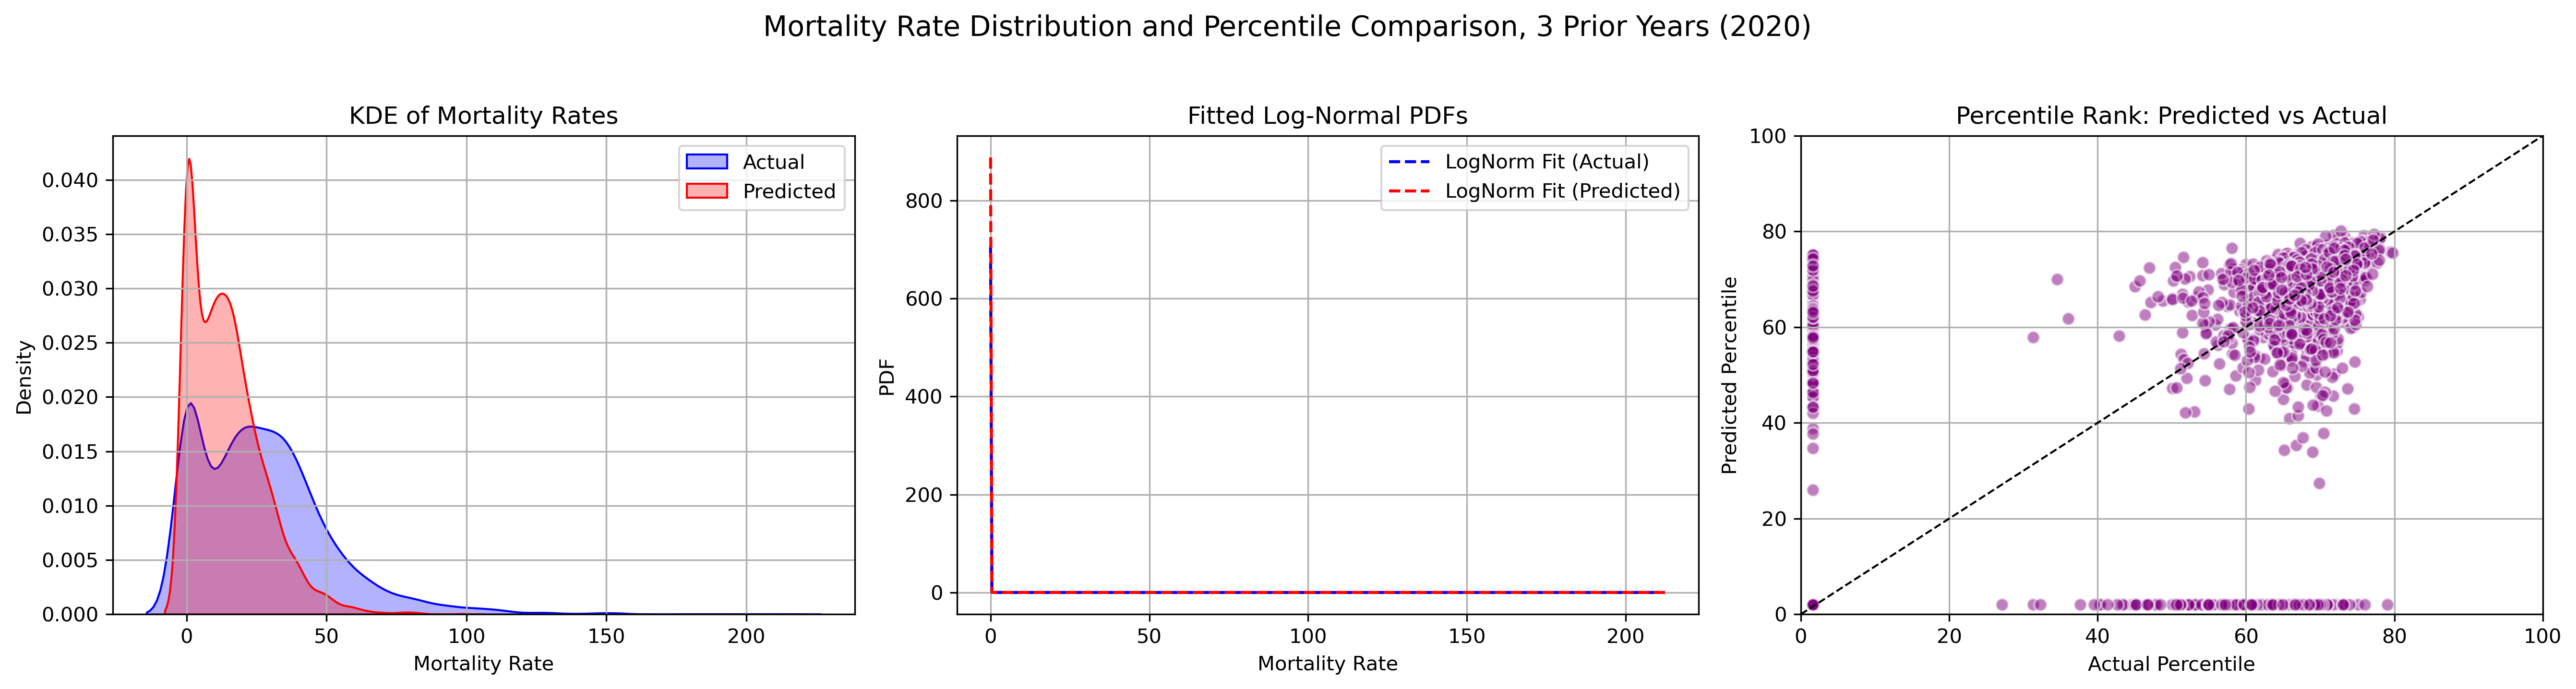 Mortality Rate Distribution and Percentile Comparison, 3 Prior Years (2020)
KDE of Mortality Rates
Density
0.040
0.035
0.030
0.025
0.020
0.015
0.010
0.005
0.000
Actual
Predicted
0 50 100 150 200
Mortality Rate
Fitted Log-Normal PDFs
PDF
800
600
400
200
0
LogNorm Fit (Actual)
LogNorm Fit (Predicted)
0 50 100 150 200
Mortality Rate
Percentile Rank: Predicted vs Actual
Predicted Percentile
100
80
60
40
20
0
0 20 40 60 80 100
Actual Percentile